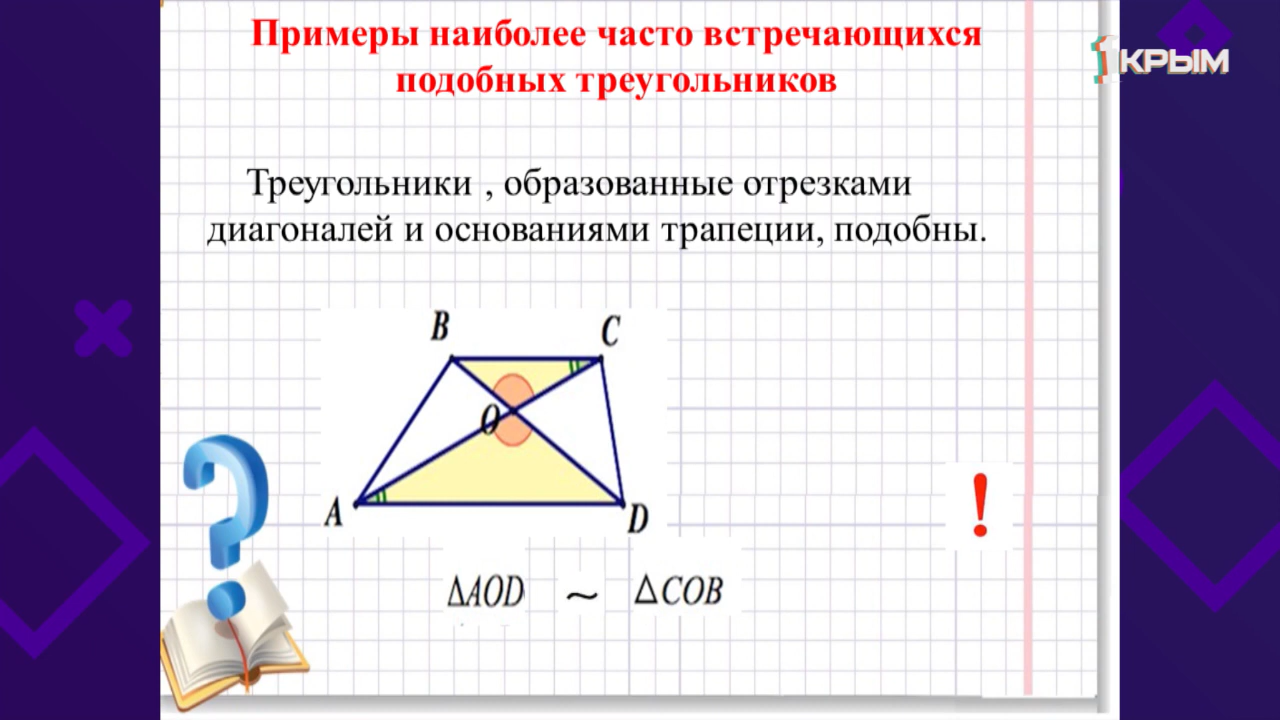 Примеры наиболее часто встречающихся
подобных треугольников
1КРЫМ
Треугольники , образованные отрезками
диагоналей и основаниями трапеции, подобны.
B
C
O
A
D
!
ΔAOD ~ ΔCOB